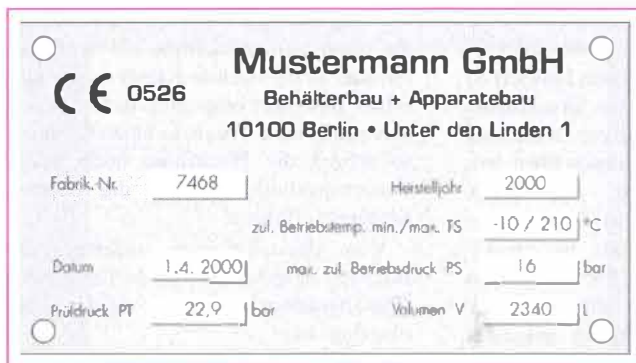 Mustermann GmbH
CE 0526
Behälterbau + Apparatebau
10100 Berlin • Unter den Linden 1
Fabrik. Nr. 7468 Herstelljahr 2000
zul. Betriebstemp. min./max. TS -10 / 210 °C
Datum 1.4. 2000 max. zul. Betriebsdruck PS 16 bar
Prüfdruck PT 22,9 bar Volumen V 2340 l